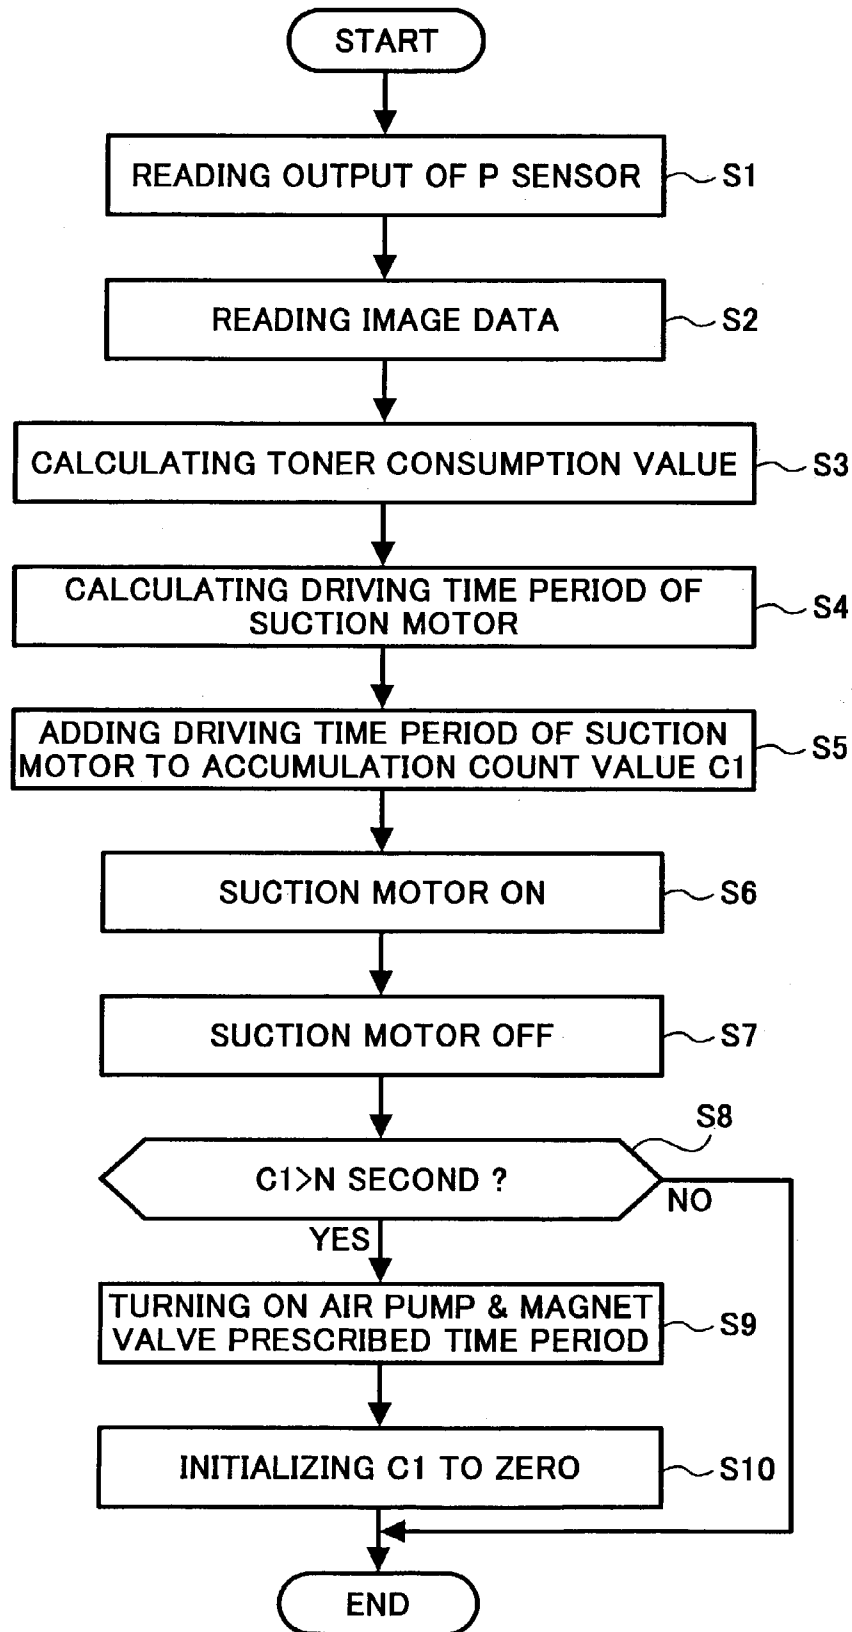 START
READING OUTPUT OF P SENSOR
S1
READING IMAGE DATA
S2
CALCULATING TONER CONSUMPTION VALUE
S3
CALCULATING DRIVING TIME PERIOD OF
SUCTION MOTOR
S4
ADDING DRIVING TIME PERIOD OF SUCTION
MOTOR TO ACCUMULATION COUNT VALUE C1
S5
SUCTION MOTOR ON
S6
SUCTION MOTOR OFF
S7
S8
C1>N SECOND ?
NO
YES
TURNING ON AIR PUMP & MAGNET
VALVE PRESCRIBED TIME PERIOD
S9
INITIALIZING C1 TO ZERO
S10
END